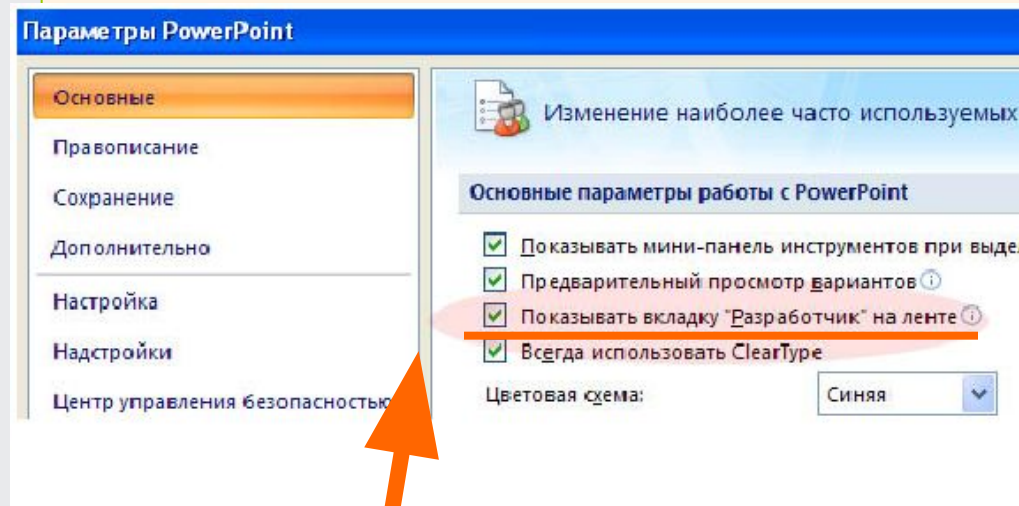 Параметры PowerPoint
Основные
Правописание
Сохранение
Дополнительно
Настройка
Надстройки
Центр управления безопасностью
Изменение наиболее часто используемых
Основные параметры работы с PowerPoint
Показывать мини-панель инструментов при
Предварительный просмотр вариантов
Показывать вкладку "Разработчик" на ленте
Всегда использовать ClearType
Цветовая схема: Синяя